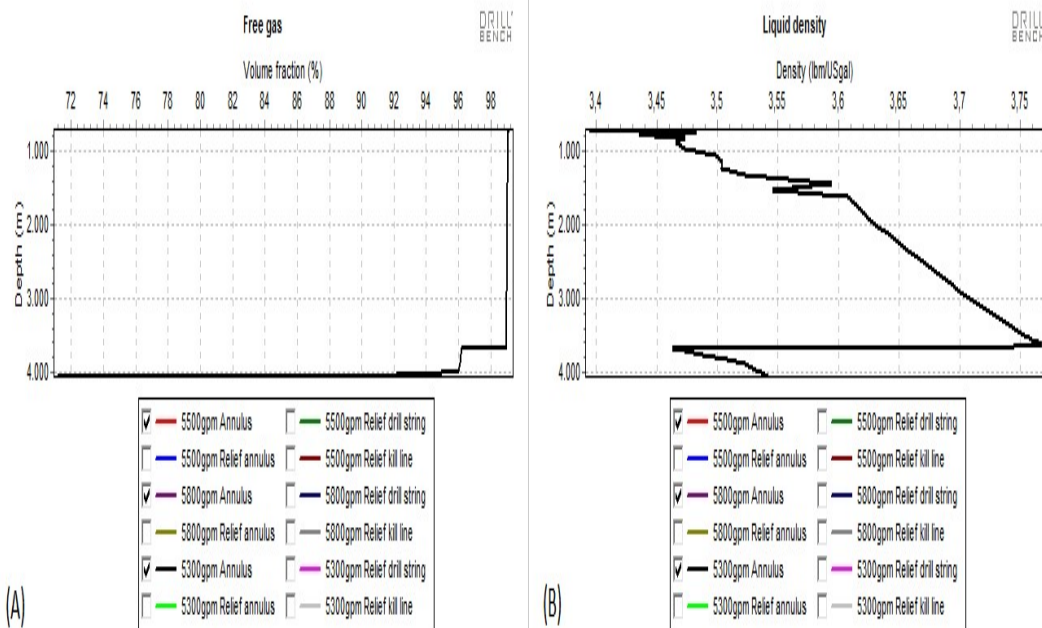 Free gas
DRILL
BENCH
Volume fraction (%)
72 74 76 78 80 82 84 86 88 90 92 94 96 98
Depth (m)
1.000
2.000
3.000
4.000
5500gpm Annulus
5500gpm Relief drill string
5500gpm Relief annulus
5500gpm Relief kill line
5800gpm Annulus
5800gpm Relief drill string
5800gpm Relief annulus
5800gpm Relief kill line
5300gpm Annulus
5300gpm Relief drill string
5300gpm Relief annulus
5300gpm Relief kill line
(A)
Liquid density
DRILL
BENCH
Density (lbm/USgal)
3,4 3,45 3,5 3,55 3,6 3,65 3,7 3,75
Depth (m)
1.000
2.000
3.000
4.000
5500gpm Annulus
5500gpm Relief drill string
5500gpm Relief annulus
5500gpm Relief kill line
5800gpm Annulus
5800gpm Relief drill string
5800gpm Relief annulus
5800gpm Relief kill line
5300gpm Annulus
5300gpm Relief drill string
5300gpm Relief annulus
5300gpm Relief kill line
(B)